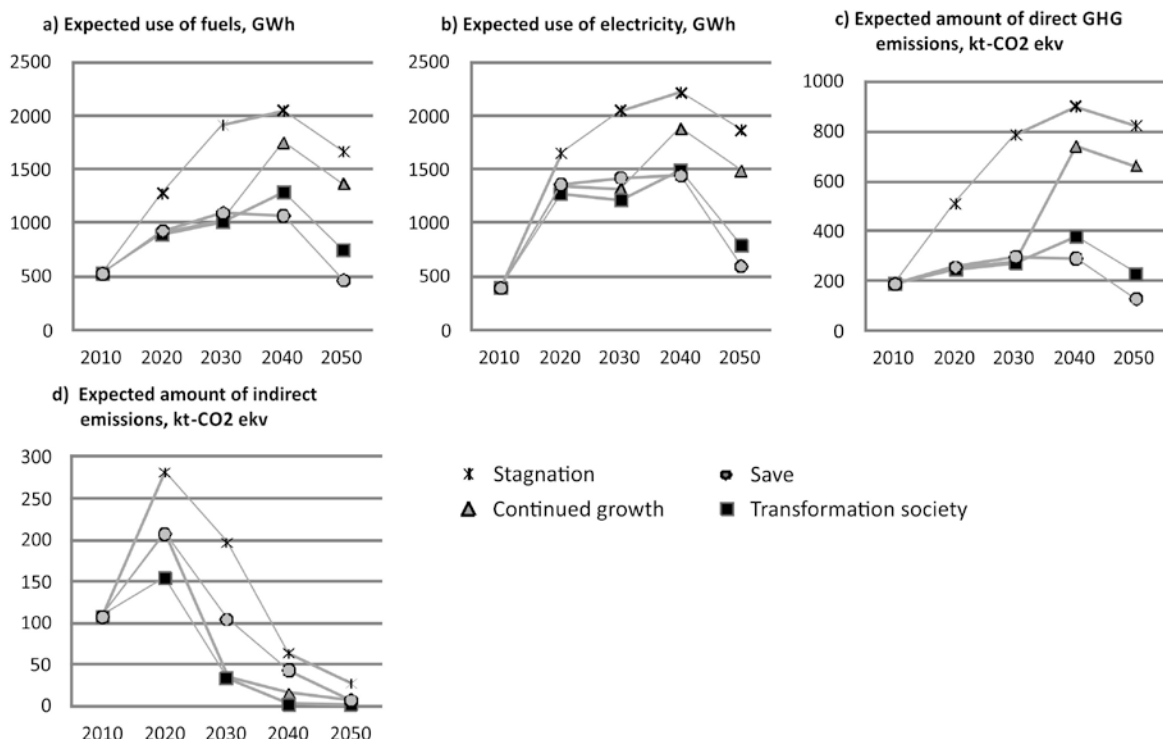 a) Expected use of fuels, GWh
2500
2000
1500
1000
500
0
2010 2020 2030 2040 2050
b) Expected use of electricity, GWh
2500
2000
1500
1000
500
0
2010 2020 2030 2040 2050
c) Expected amount of direct GHG
emissions, kt-CO2 ekv
1000
800
600
400
200
0
2010 2020 2030 2040 2050
d) Expected amount of indirect
emissions, kt-CO2 ekv
300
250
200
150
100
50
0
2010 2020 2030 2040 2050
Stagnation
Save
Continued growth
Transformation society